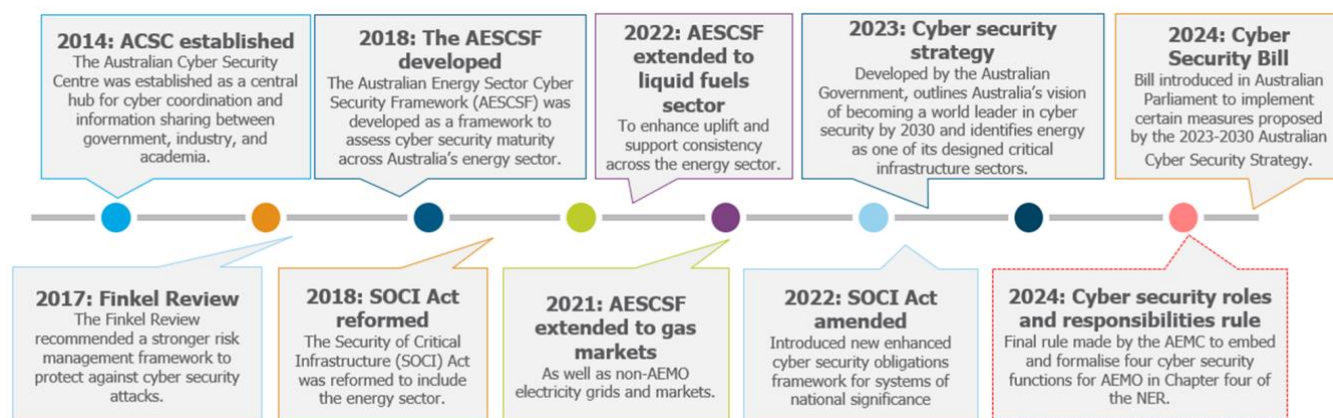 2014: ACSC established
The Australian Cyber Security
Centre was established as a central
hub for cyber coordination and
information sharing between
government, industry, and
academia.
2018: The AESCSF
developed
The Australian Energy Sector Cyber
Security Framework (AESCSF) was
developed as a framework to
assess cyber security maturity
across Australia's energy sector.
2022: AESCSF
extended to
liquid fuels
sector
To enhance uplift and
support consistency
across the energy sector.
2023: Cyber security
strategy
Developed by the Australian
Government, outlines Australia's vision
of becoming a world leader in cyber
security by 2030 and identifies energy
as one of its designed critical
infrastructure sectors.
2024: Cyber
Security Bill
Bill introduced in Australian
Parliament to implement
certain measures proposed
by the 2023-2030 Australian
Cyber Security Strategy.
2017: Finkel Review
The Finkel Review
recommended a stronger risk
management framework to
protect against cyber security
attacks.
2018: SOCI Act
reformed
The Security of Critical
Infrastructure (SOCI) Act
was reformed to include
the energy sector.
2021: AESCSF
extended to gas
markets
As well as non-AEMO
electricity grids and markets.
2022: SOCI Act
amended
Introduced new enhanced
cyber security obligations
framework for systems of
national significance
2024: Cyber security roles
and responsibilities rule
Final rule made by the AEMC to embed
and formalise four cyber security
functions for AEMO in Chapter four of
the NER.